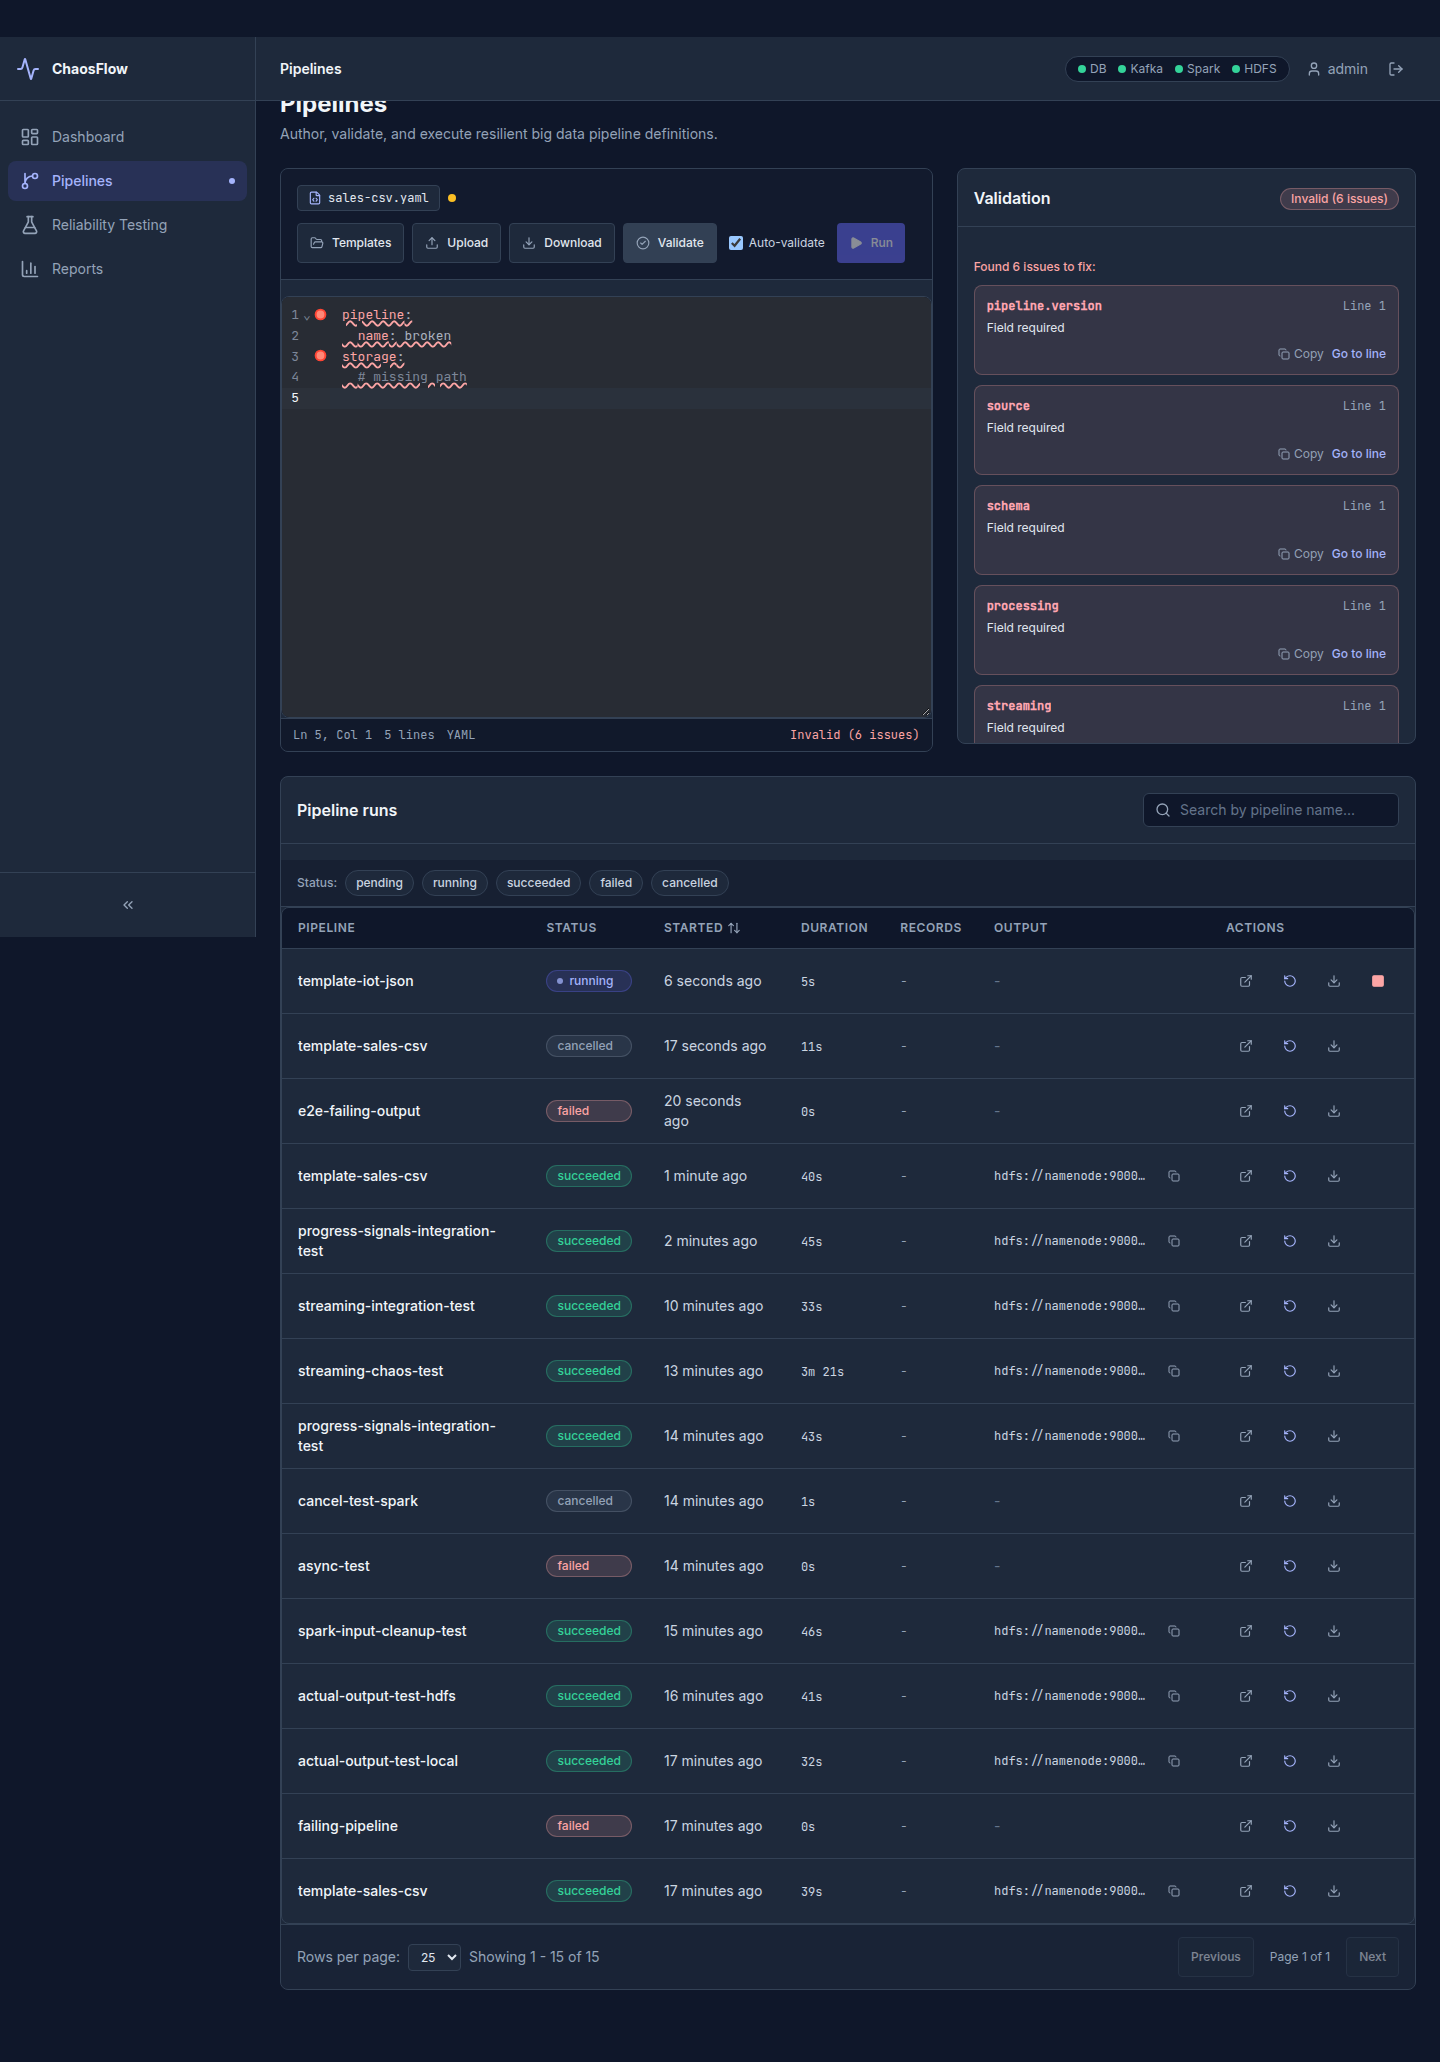 ChaosFlow
Pipelines
DB Kafka Spark HDFS
admin
Dashboard
Pipelines
Reliability Testing
Reports
Pipelines
Author, validate, and execute resilient big data pipeline definitions.
sales-csv.yaml
Templates Upload Download Validate Auto-validate Run
1 pipeline:
2 name: broken
3 storage:
4 # missing path
5
Ln 5, Col 1 5 lines YAML Invalid (6 issues)
Validation Invalid (6 issues)
Found 6 issues to fix:
pipeline.version Line 1
Field required
Copy Go to line
source Line 1
Field required
Copy Go to line
schema Line 1
Field required
Copy Go to line
processing Line 1
Field required
Copy Go to line
streaming Line 1
Field required
Pipeline runs Search by pipeline name...
Status: pending running succeeded failed cancelled
PIPELINE STATUS STARTED DURATION RECORDS OUTPUT ACTIONS
template-iot-json running 6 seconds ago 5s - -
template-sales-csv cancelled 17 seconds ago 11s - -
e2e-failing-output failed 20 seconds ago 0s - -
template-sales-csv succeeded 1 minute ago 40s - hdfs://namenode:9000…
progress-signals-integration-test succeeded 2 minutes ago 45s - hdfs://namenode:9000…
streaming-integration-test succeeded 10 minutes ago 33s - hdfs://namenode:9000…
streaming-chaos-test succeeded 13 minutes ago 3m 21s - hdfs://namenode:9000…
progress-signals-integration-test succeeded 14 minutes ago 43s - hdfs://namenode:9000…
cancel-test-spark cancelled 14 minutes ago 1s - -
async-test failed 14 minutes ago 0s - -
spark-input-cleanup-test succeeded 15 minutes ago 46s - hdfs://namenode:9000…
actual-output-test-hdfs succeeded 16 minutes ago 41s - hdfs://namenode:9000…
actual-output-test-local succeeded 17 minutes ago 32s - hdfs://namenode:9000…
failing-pipeline failed 17 minutes ago 0s - -
template-sales-csv succeeded 17 minutes ago 39s - hdfs://namenode:9000…
Rows per page: 25 Showing 1 - 15 of 15 Previous Page 1 of 1 Next